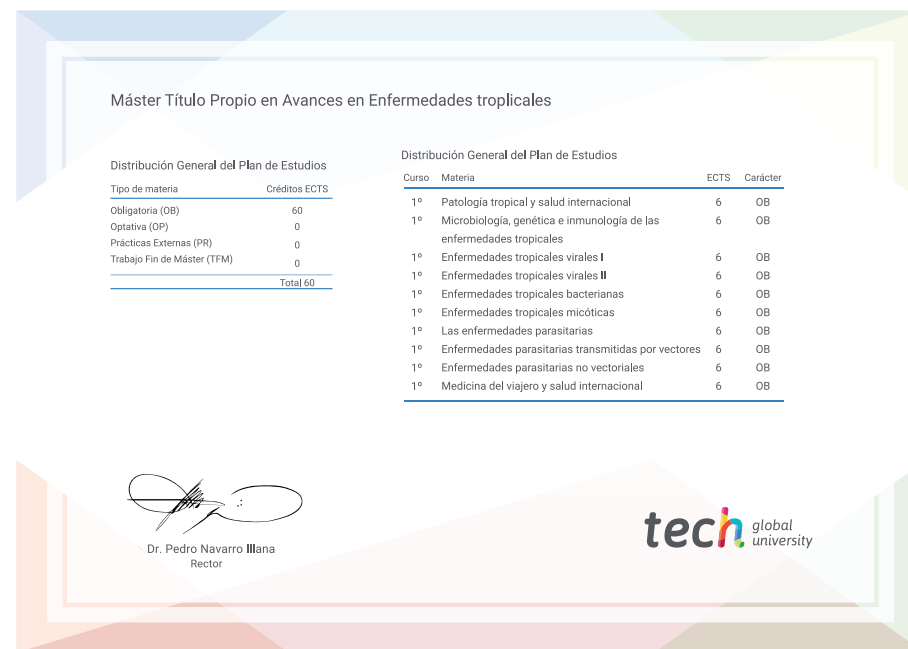 Máster Título Propio en Avances en Enfermedades troplicales
Distribución General del Plan de Estudios
Tipo de materia Créditos ECTS
Obligatoria (OB) 60
Optativa (OP) 0
Prácticas Externas (PR) 0
Trabajo Fin de Máster (TFM) 0
Total 60
Distribución General del Plan de Estudios
Curso Materia ECTS Carácter
1º Patología tropical y salud internacional 6 OB
1º Microbiología, genética e inmunología de las 6 OB
enfermedades tropicales
1º Enfermedades tropicales virales I 6 OB
1º Enfermedades tropicales virales II 6 OB
1º Enfermedades tropicales bacterianas 6 OB
1º Enfermedades tropicales micóticas 6 OB
1º Las enfermedades parasitarias 6 OB
1º Enfermedades parasitarias transmitidas por vectores 6 OB
1º Enfermedades parasitarias no vectoriales 6 OB
1º Medicina del viajero y salud internacional 6 OB
Dr. Pedro Navarro Illana
Rector
tech global
university